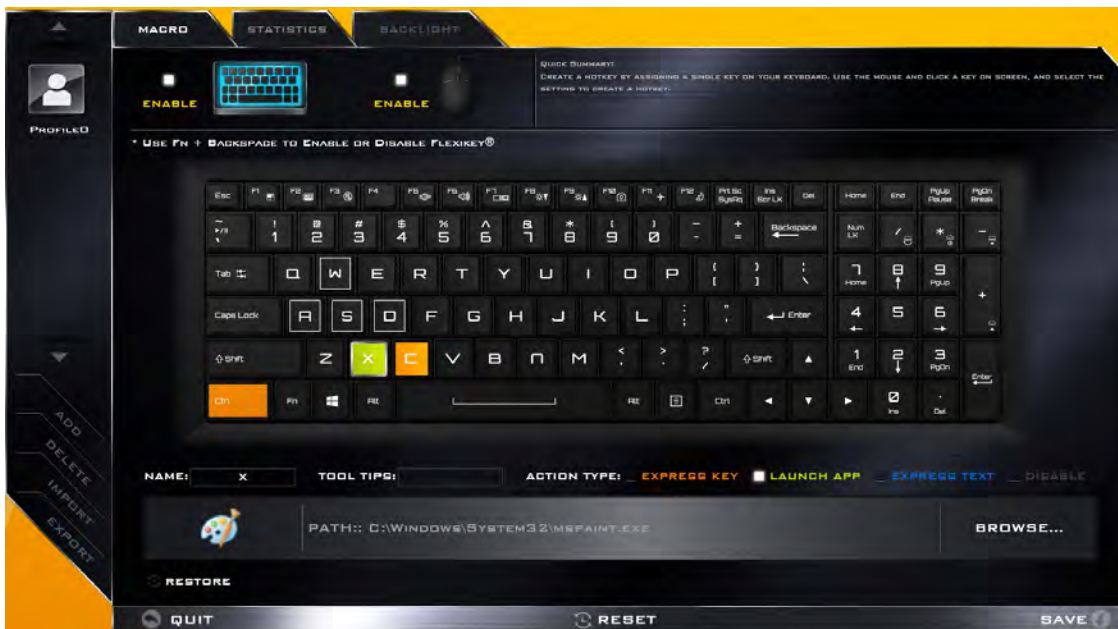 MACRO STATISTICS BACKLIGHT
QUICK SUMMARY:
CREATE A HOTKEY BY ASSIGNING A SINGLE KEY ON YOUR KEYBOARD. USE THE MOUSE AND CLICK A KEY ON SCREEN, AND SELECT THE
SETTING TO CREATE A HOTKEY.
ENABLE ENABLE
PROFILE0
* USE FN + BACKSPACE TO ENABLE OR DISABLE FLEXIKEY®
Esc F1 F2 F3 F4 F5 F6 F7 F8 F9 F10 F11 F12 Prt Sc SysRq Ins Scr Lk Del Home End PgUp Pause PgDn Break
~ ` ! 1 @ 2 # 3 $ 4 % 5 ^ 6 & 7 * 8 ( 9 ) 0 - + = Backspace Num LK / * -
Tab Q W E R T Y U I O P { [ } ] \ 7 Home 8 9 PgUp +
Caps Lock A S D F G H J K L : ; " ' Enter 4 5 6
Shift Z X C V B N M < , > . ? / Shift 1 End 2 3 PgDn Enter
Ctrl Fn Alt Alt Ctrl 0 Ins . Del
NAME: X TOOL TIPS: ACTION TYPE: EXPRESS KEY LAUNCH APP EXPRESS TEXT DISABLE
PATH:: C:\WINDOWS\SYSTEM32\MSPAINT.EXE BROWSE...
ADD
DELETE
IMPORT
EXPORT
RESTORE
QUIT RESET SAVE